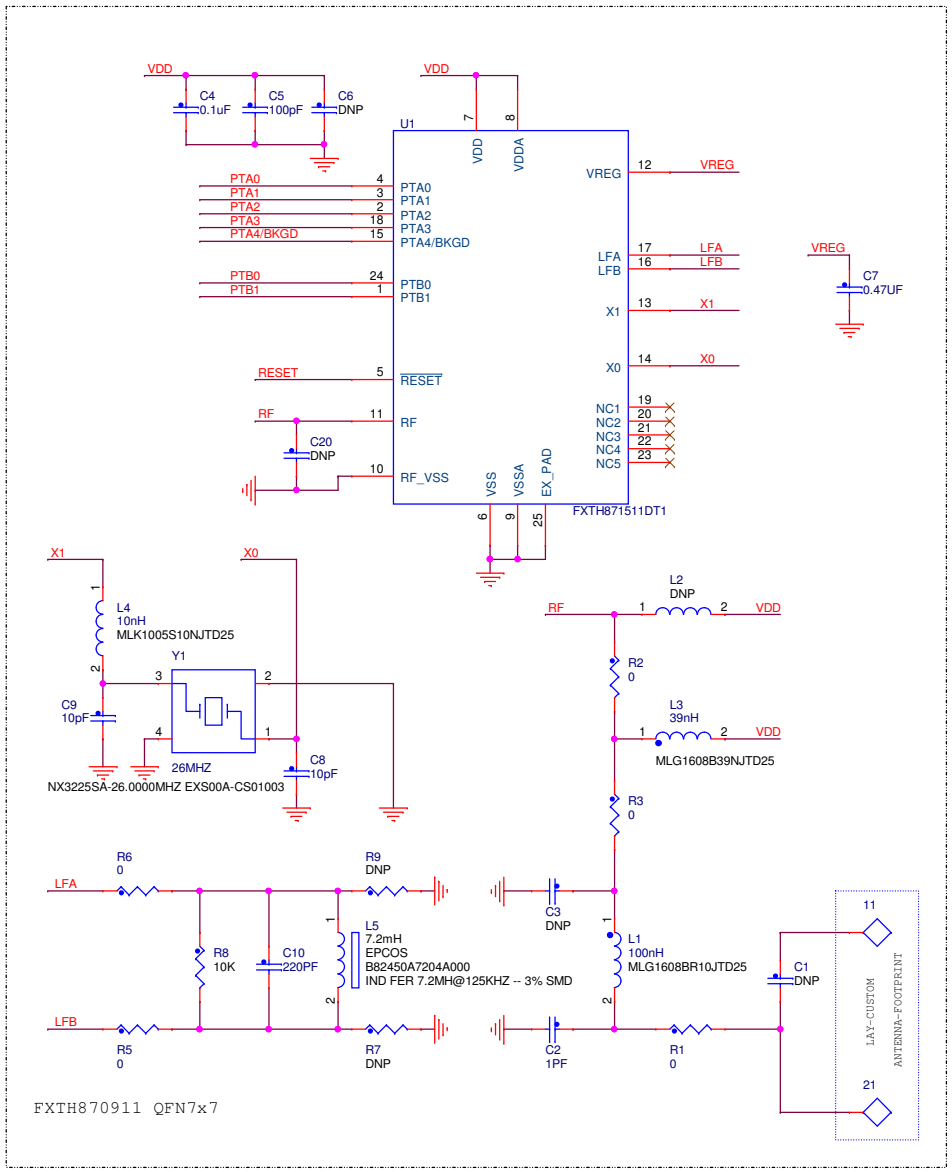 VDD
C4
0.1uF
C5
100pF
C6
DNP
VDD
7
8
U1
VDD
VDDA
PTA0
4
PTA0
PTA1
3
PTA1
PTA2
2
PTA2
PTA3
18
PTA3
PTA4/BKGD
15
PTA4/BKGD
PTB0
24
PTB0
PTB1
1
PTB1
RESET
5
RESET
RF
11
RF
C20
DNP
10
RF_VSS
VREG
12
VREG
LFA
17
LFA
LFB
16
LFB
X1
13
X1
X0
14
X0
NC1
19
NC2
20
NC3
21
NC4
22
NC5
23
VSS
VSSA
EX_PAD
6
9
25
FXTH871511DT1
VREG
C7
0.47UF
X1
X0
1
L4
10nH
MLK1005S10NJTD25
2
Y1
3
2
C9
10pF
4
1
26MHZ
C8
10pF
NX3225SA-26.0000MHZ EXS00A-CS01003
RF
L2
DNP
1
2
VDD
R2
0
L3
39nH
1
2
VDD
MLG1608B39NJTD25
R3
0
LFA
R6
0
R9
DNP
R8
10K
C10
220PF
1
L5
7.2mH
EPCOS
B82450A7204A000
IND FER 7.2MH@125KHZ -- 3% SMD
2
LFB
R5
0
R7
DNP
C3
DNP
1
L1
100nH
MLG1608BR10JTD25
2
C2
1PF
R1
0
C1
DNP
11
21
LAY-CUSTOM
ANTENNA-FOOTPRINT
FXTH870911 QFN7x7